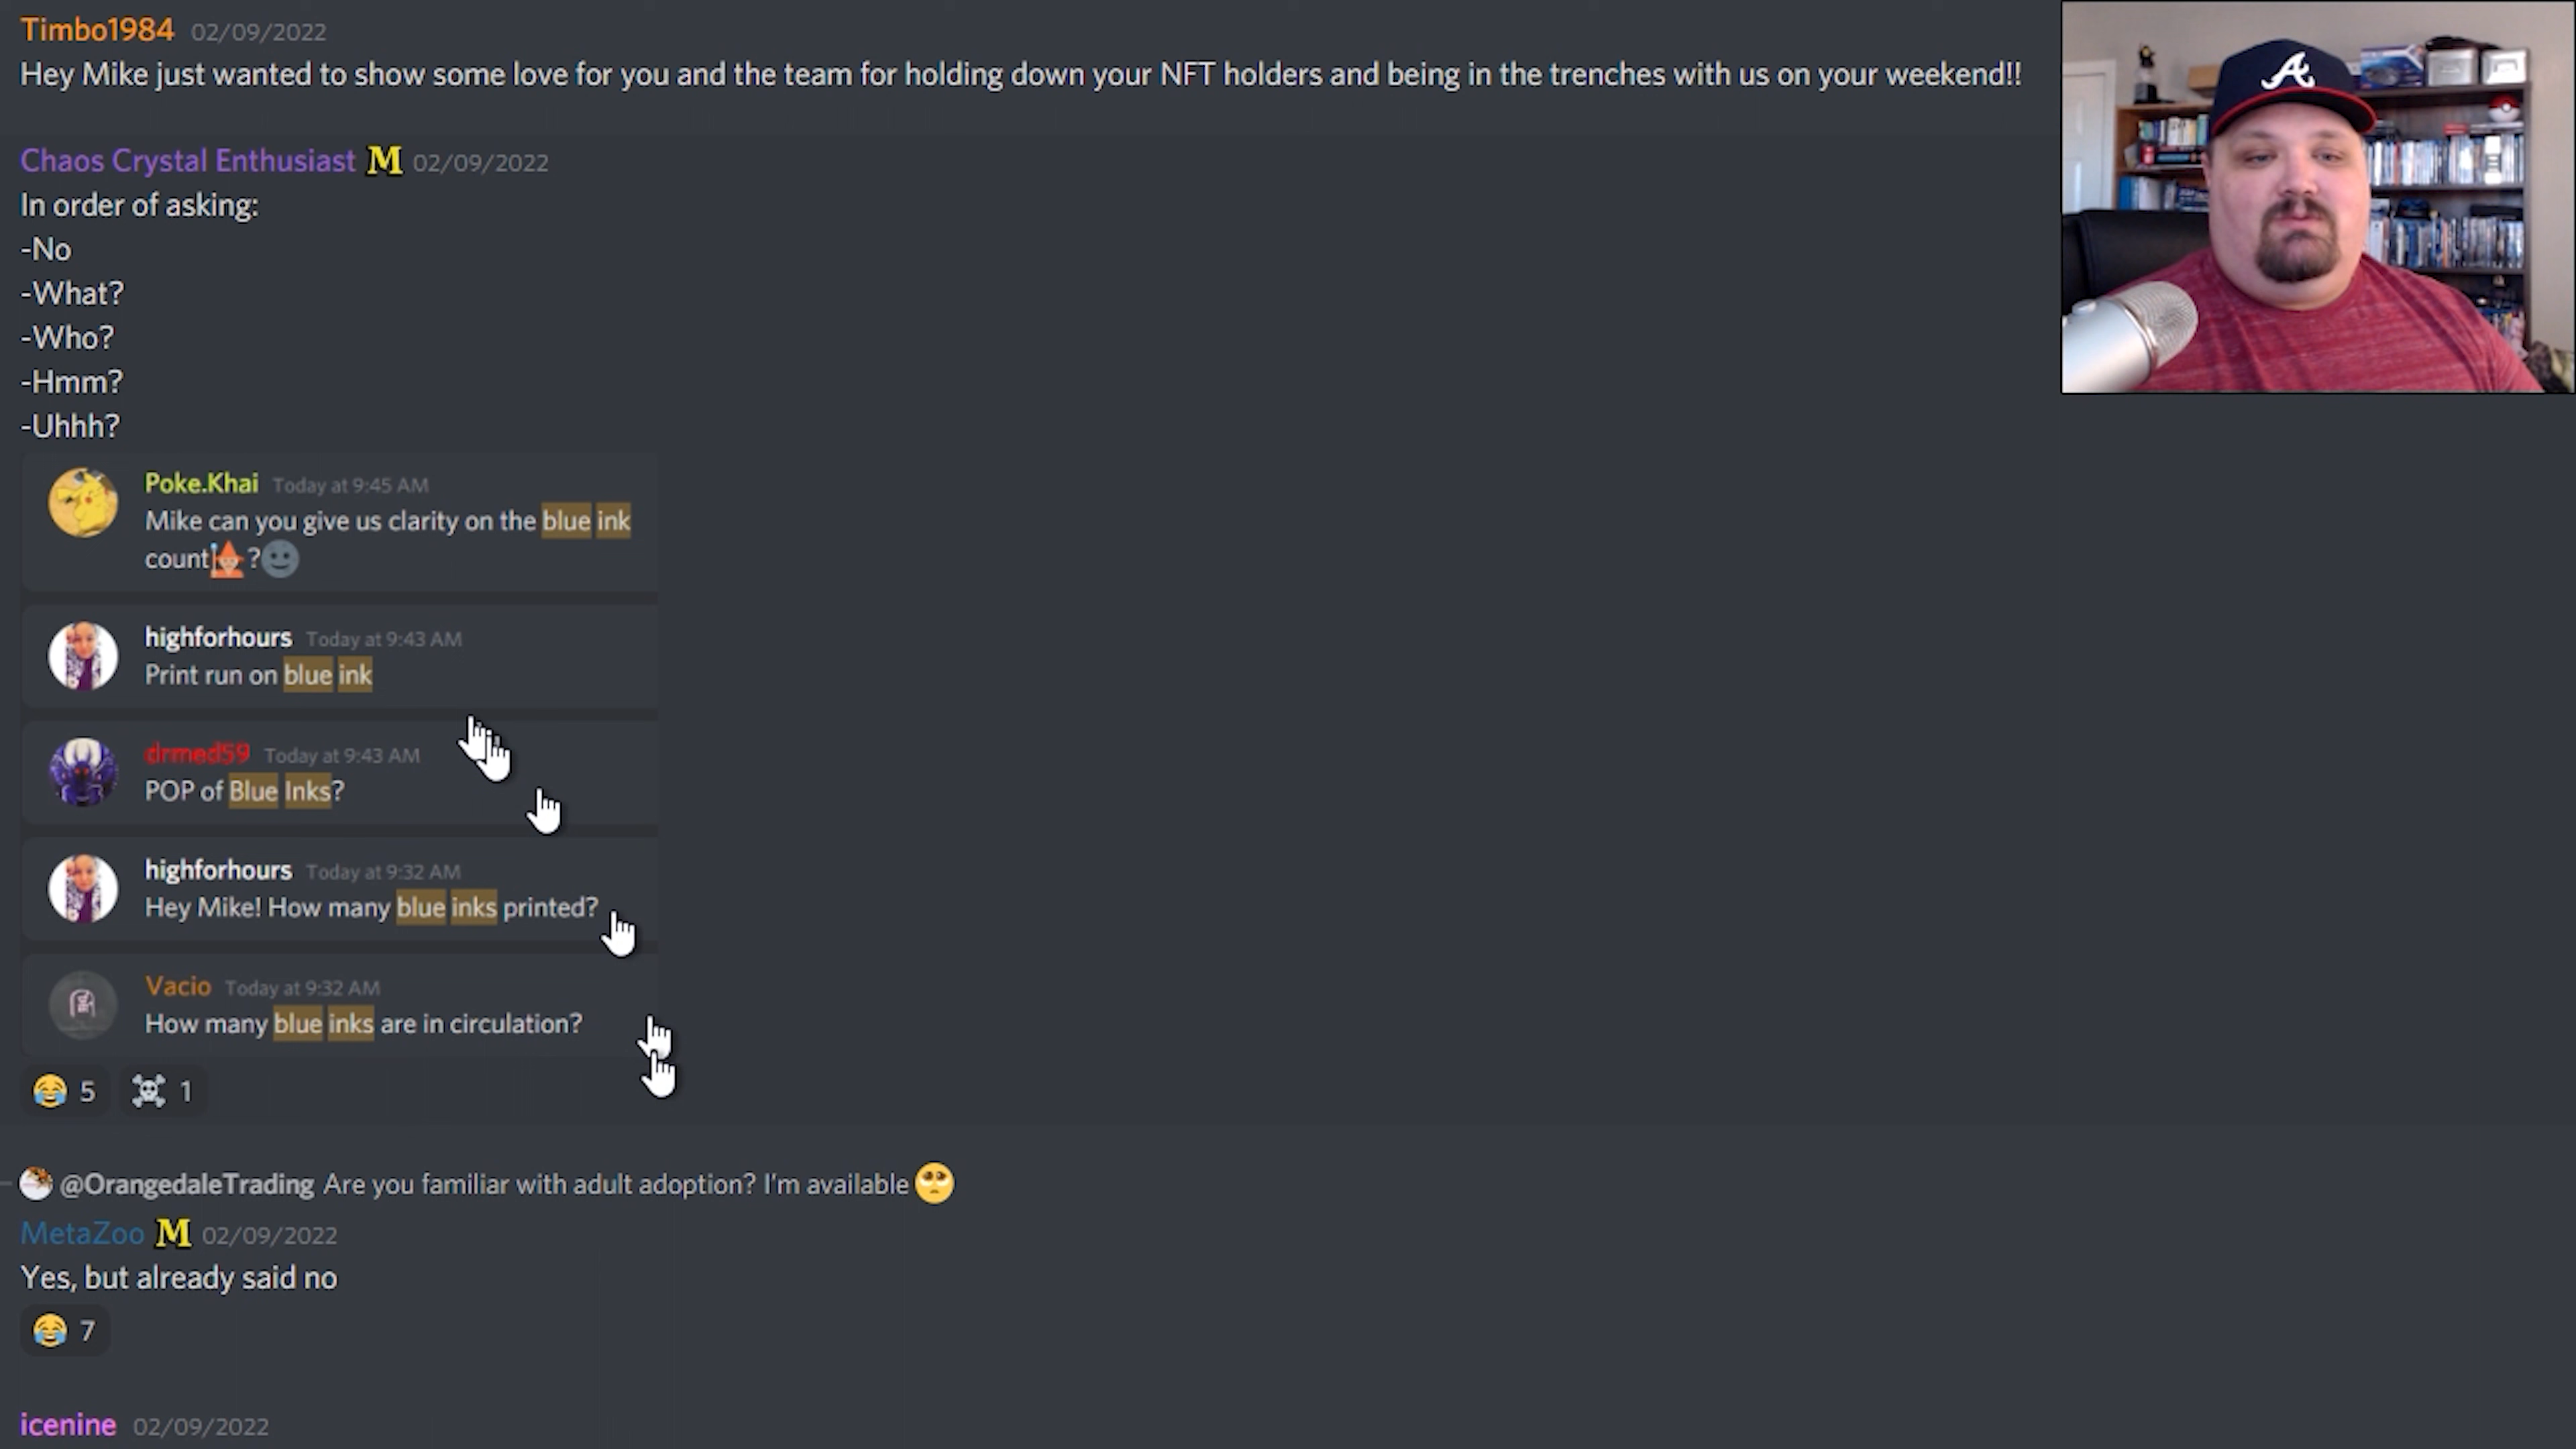 Timbo1984 02/09/2022
Hey Mike just wanted to show some love for you and the team for holding down your NFT holders and being in the trenches with us on your weekend!!
Chaos Crystal Enthusiast M 02/09/2022
In order of asking:
-No
-What?
-Who?
-Hmm?
-Uhhh?
Poke.Khai Today at 9:45 AM
Mike can you give us clarity on the blue ink
count ?
highforhours Today at 9:43 AM
Print run on blue ink
drmed59 Today at 9:43 AM
POP of Blue Inks?
highforhours Today at 9:32 AM
Hey Mike! How many blue inks printed?
Vacio Today at 9:32 AM
How many blue inks are in circulation?
😂 5 ☠️ 1
@OrangedaleTrading Are you familiar with adult adoption? I'm available 🥺
MetaZoo M 02/09/2022
Yes, but already said no
😂 7
icenine 02/09/2022